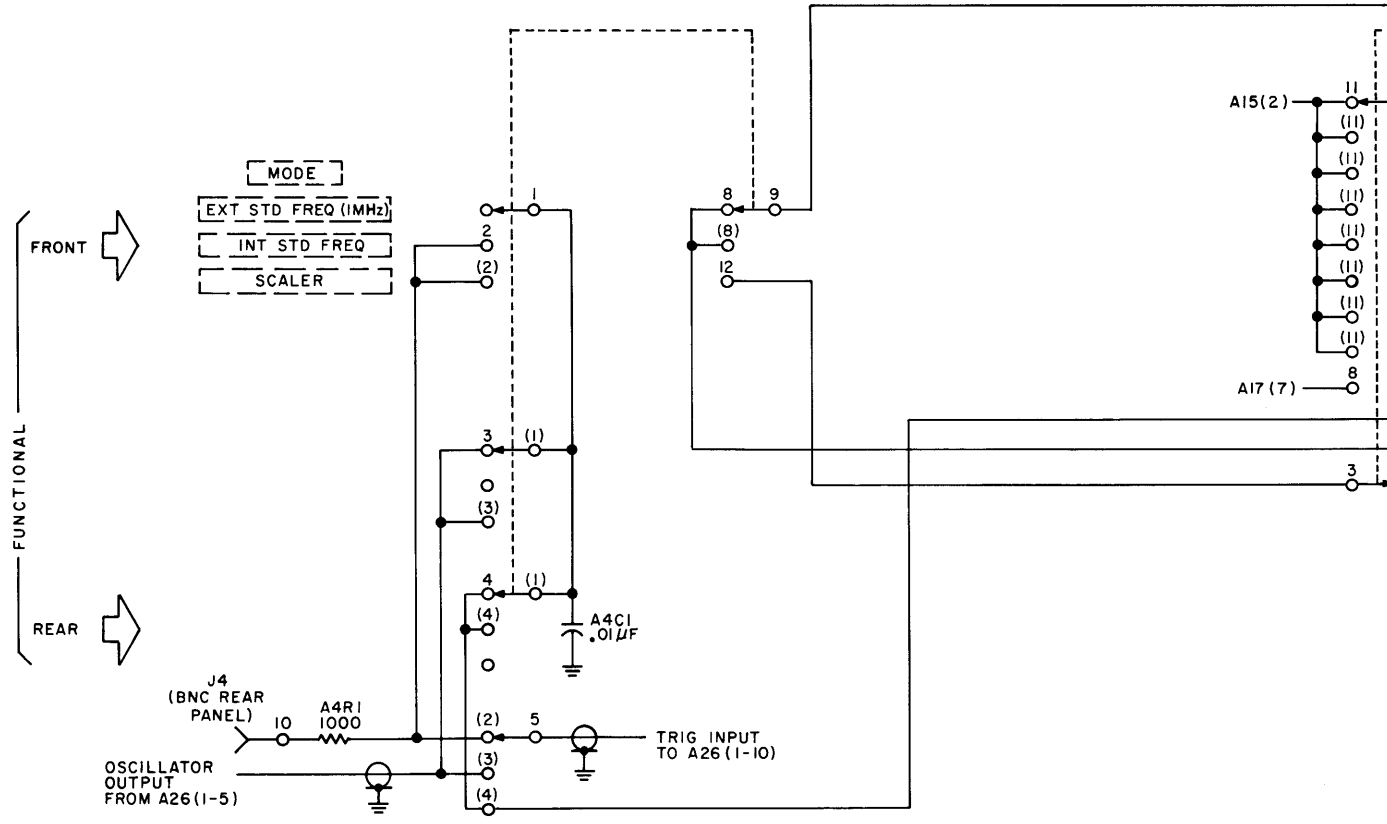 MODE
EXT STD FREQ (1MHz)
INT STD FREQ
SCALER
FRONT
FUNCTIONAL
REAR
1
2
(2)
3
(1)
(3)
4
(1)
(4)
A4C1
.01µF
J4
(BNC REAR
PANEL)
10
A4R1
1000
(2)
5
TRIG INPUT
TO A26(1-10)
OSCILLATOR
OUTPUT
FROM A26(1-5)
(3)
(4)
8
9
(8)
12
A15(2)
11
(11)
(11)
(11)
(11)
(11)
(11)
(11)
8
A17(7)
3